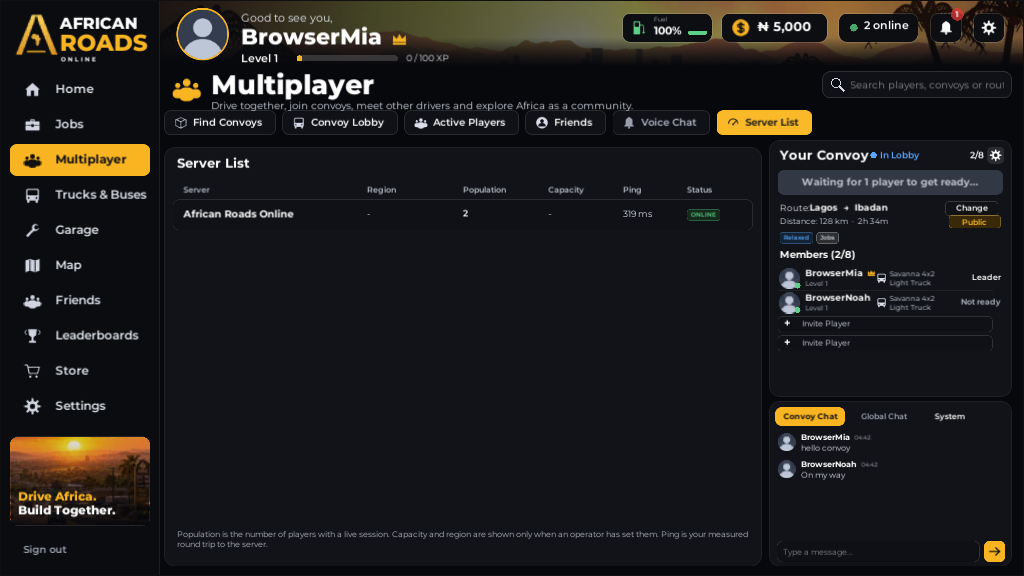 AFRICAN
ROADS
ONLINE
Home
Jobs
Multiplayer
Trucks & Buses
Garage
Map
Friends
Leaderboards
Store
Settings
Drive Africa.
Build Together.
Sign out
Good to see you,
BrowserMia
Level 1
0 / 100 XP
Fuel
100%
₦ 5,000
2 online
1
Multiplayer
Drive together, join convoys, meet other drivers and explore Africa as a community.
Search players, convoys or rout
Find Convoys
Convoy Lobby
Active Players
Friends
Voice Chat
Server List
Server List
Server Region Population Capacity Ping Status
African Roads Online - 2 - 319 ms ONLINE
Population is the number of players with a live session. Capacity and region are shown only when an operator has set them. Ping is your measured
round trip to the server.
Your Convoy In Lobby 2/8
Waiting for 1 player to get ready...
Route: Lagos → Ibadan Change
Distance: 128 km · 2h 34m Public
Relaxed Jobs
Members (2/8)
BrowserMia
Level 1
Savanna 4x2
Light Truck
Leader
BrowserNoah
Level 1
Savanna 4x2
Light Truck
Not ready
+ Invite Player
+ Invite Player
Convoy Chat Global Chat System
BrowserMia 04:42
hello convoy
BrowserNoah 04:42
On my way
Type a message...